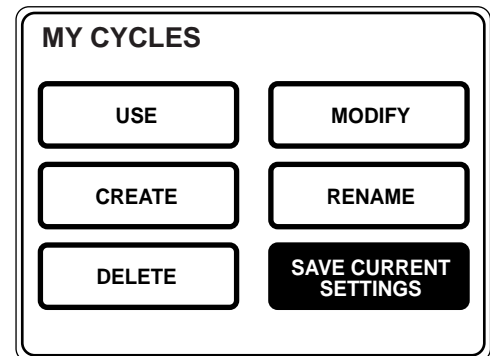 MY CYCLES
USE
MODIFY
CREATE
RENAME
DELETE
SAVE CURRENT
SETTINGS